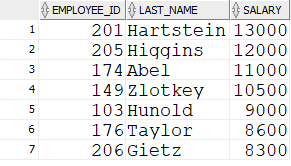 EMPLOYEE_ID LAST_NAME SALARY
1 201 Hartstein 13000
2 205 Higgins 12000
3 174 Abel 11000
4 149 Zlotkey 10500
5 103 Hunold 9000
6 176 Taylor 8600
7 206 Gietz 8300